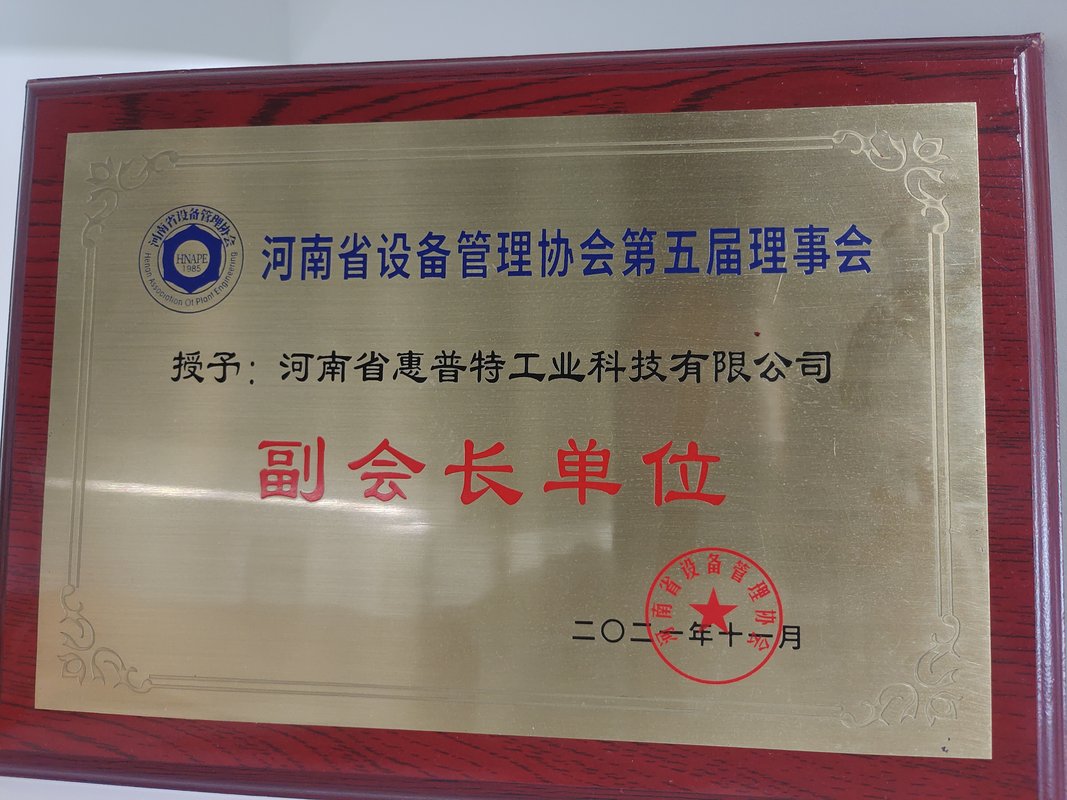 河南省设备管理协会
HNAPE
1985
Henan Association Of Plant Engineering
河南省设备管理协会第五届理事会
授予：河南省惠普特工业科技有限公司
副会长单位
河南省设备管理协会
二〇二一年十一月